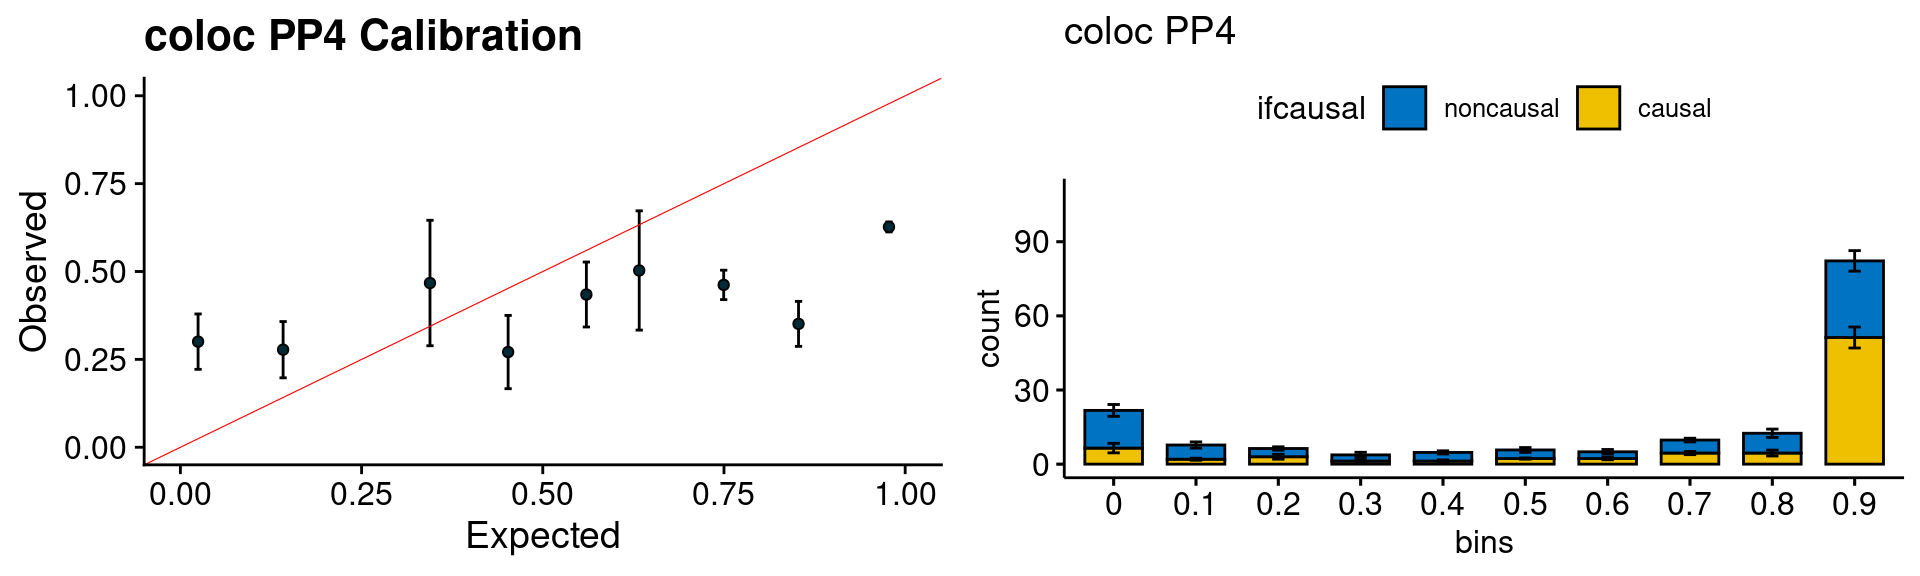 coloc PP4 Calibration
1.00
0.75
0.50
0.25
0.00
Observed
0.00 0.25 0.50 0.75 1.00
Expected
coloc PP4
ifcausal noncausal causal
90
60
30
0
count
0 0.1 0.2 0.3 0.4 0.5 0.6 0.7 0.8 0.9
bins